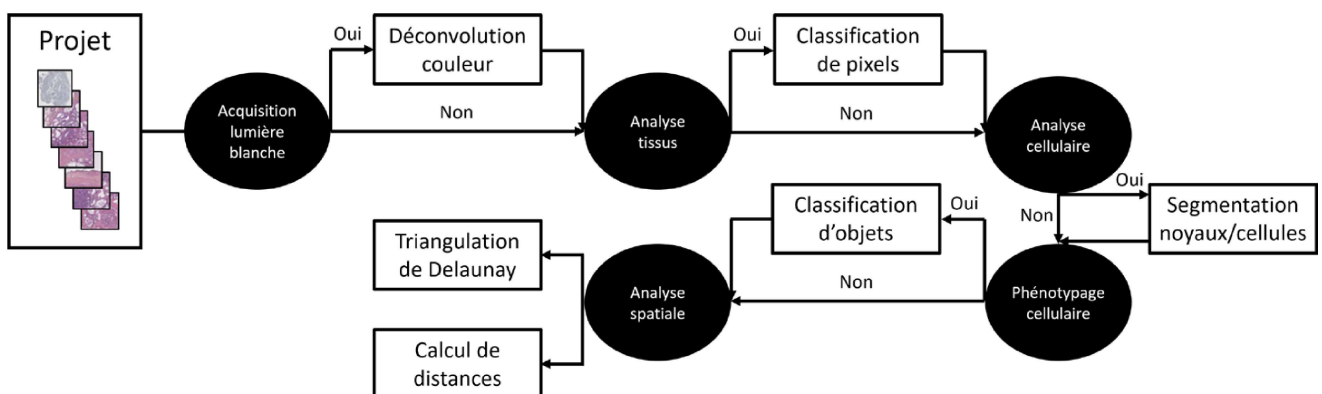 Projet
Acquisition
lumière
blanche
Oui
Déconvolution
couleur
Non
Analyse
tissus
Oui
Classification
de pixels
Non
Analyse
cellulaire
Oui
Non
Segmentation
noyaux/cellules
Phénotypage
cellulaire
Oui
Classification
d'objets
Non
Analyse
spatiale
Triangulation
de Delaunay
Calcul de
distances